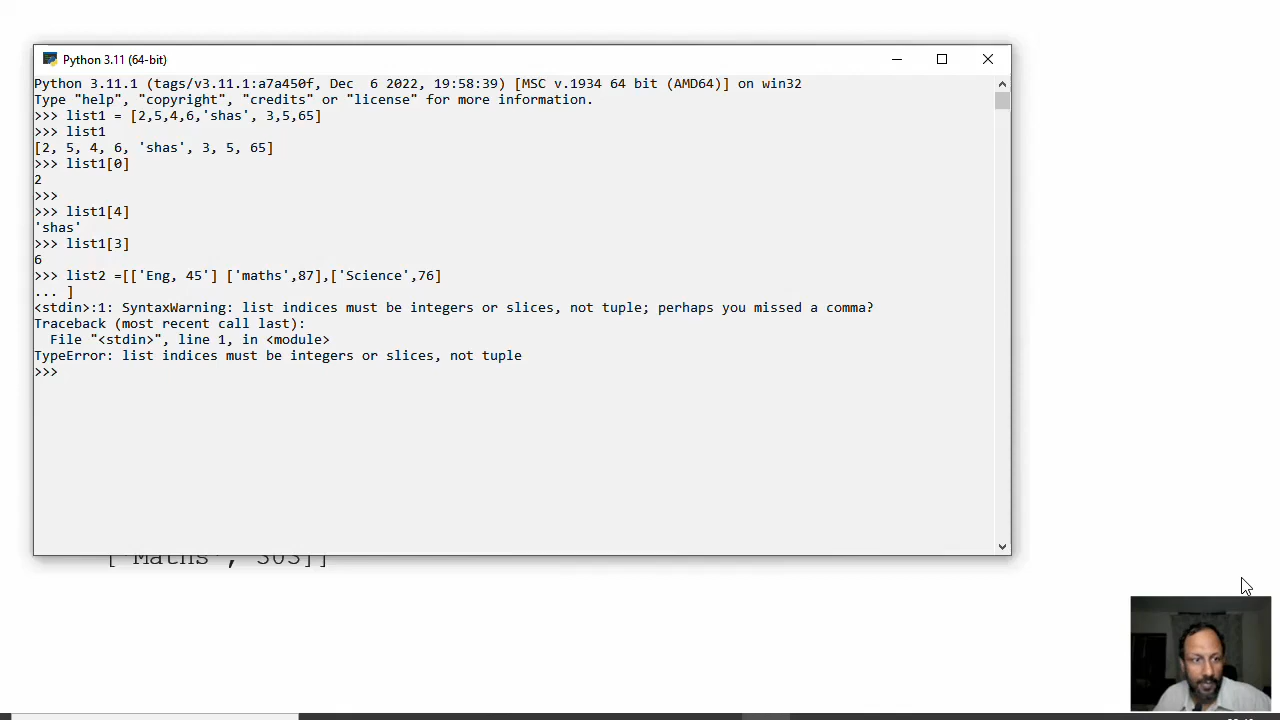 Python 3.11 (64-bit)
Python 3.11.1 (tags/v3.11.1:a7a450f, Dec  6 2022, 19:58:39) [MSC v.1934 64 bit (AMD64)] on win32
Type "help", "copyright", "credits" or "license" for more information.
>>> list1 = [2,5,4,6,'shas', 3,5,65]
>>> list1
[2, 5, 4, 6, 'shas', 3, 5, 65]
>>> list1[0]
2
>>>
>>> list1[4]
'shas'
>>> list1[3]
6
>>> list2 =[['Eng, 45'] ['maths',87],['Science',76]
... ]
<stdin>:1: SyntaxWarning: list indices must be integers or slices, not tuple; perhaps you missed a comma?
Traceback (most recent call last):
  File "<stdin>", line 1, in <module>
TypeError: list indices must be integers or slices, not tuple
>>>
['Maths', 303]]